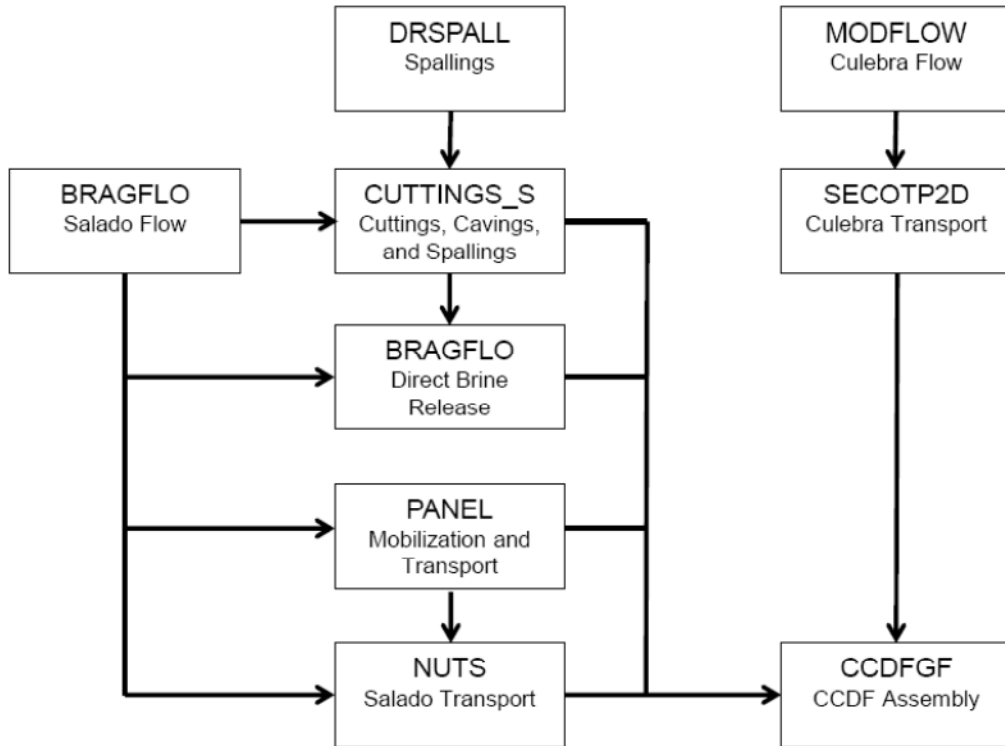 DRSPALL
Spallings
MODFLOW
Culebra Flow
BRAGFLO
Salado Flow
CUTTINGS_S
Cuttings, Cavings,
and Spallings
SECOTP2D
Culebra Transport
BRAGFLO
Direct Brine
Release
PANEL
Mobilization and
Transport
NUTS
Salado Transport
CCDFGF
CCDF Assembly